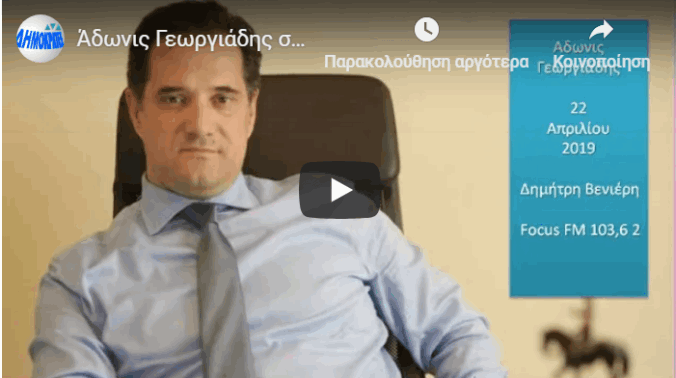 ΔΗΜΟΚΡΑΤΙΑ
Άδωνις Γεωργιάδης σ...
Παρακολούθηση αργότερα
Κοινοποίηση
Αδωνις
Γεωργιάδης
22
Απριλίου
2019
Δημήτρη Βενιέρη
Focus FM 103,6 2